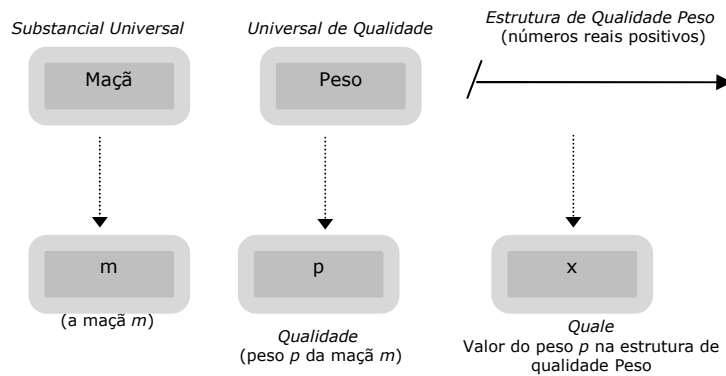 Substancial Universal
Universal de Qualidade
Estrutura de Qualidade Peso
(números reais positivos)
Maçã
Peso
m
p
x
(a maçã m)
Qualidade
(peso p da maçã m)
Quale
Valor do peso p na estrutura de
qualidade Peso